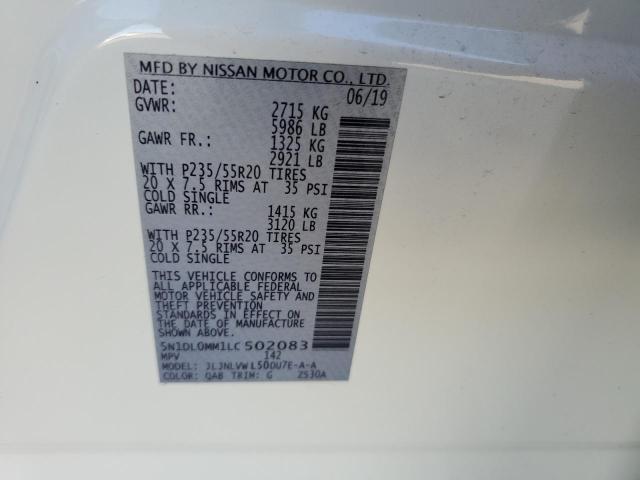 MFD BY NISSAN MOTOR CO., LTD.
DATE: 06/19
GVWR: 2715 KG
5986 LB
GAWR FR.: 1325 KG
2921 LB
WITH P235/55R20 TIRES
20 X 7.5 RIMS AT 35 PSI
COLD SINGLE
GAWR RR.: 1415 KG
3120 LB
WITH P235/55R20 TIRES
20 X 7.5 RIMS AT 35 PSI
COLD SINGLE
THIS VEHICLE CONFORMS TO
ALL APPLICABLE FEDERAL
MOTOR VEHICLE SAFETY AND
THEFT PREVENTION
STANDARDS IN EFFECT ON
THE DATE OF MANUFACTURE
SHOWN ABOVE.
5N1DL0MM1LC502083
MPV 142
MODEL: JLJNLVWL50OU7E-A-A
COLOR: QAB TRIM: G Z530A